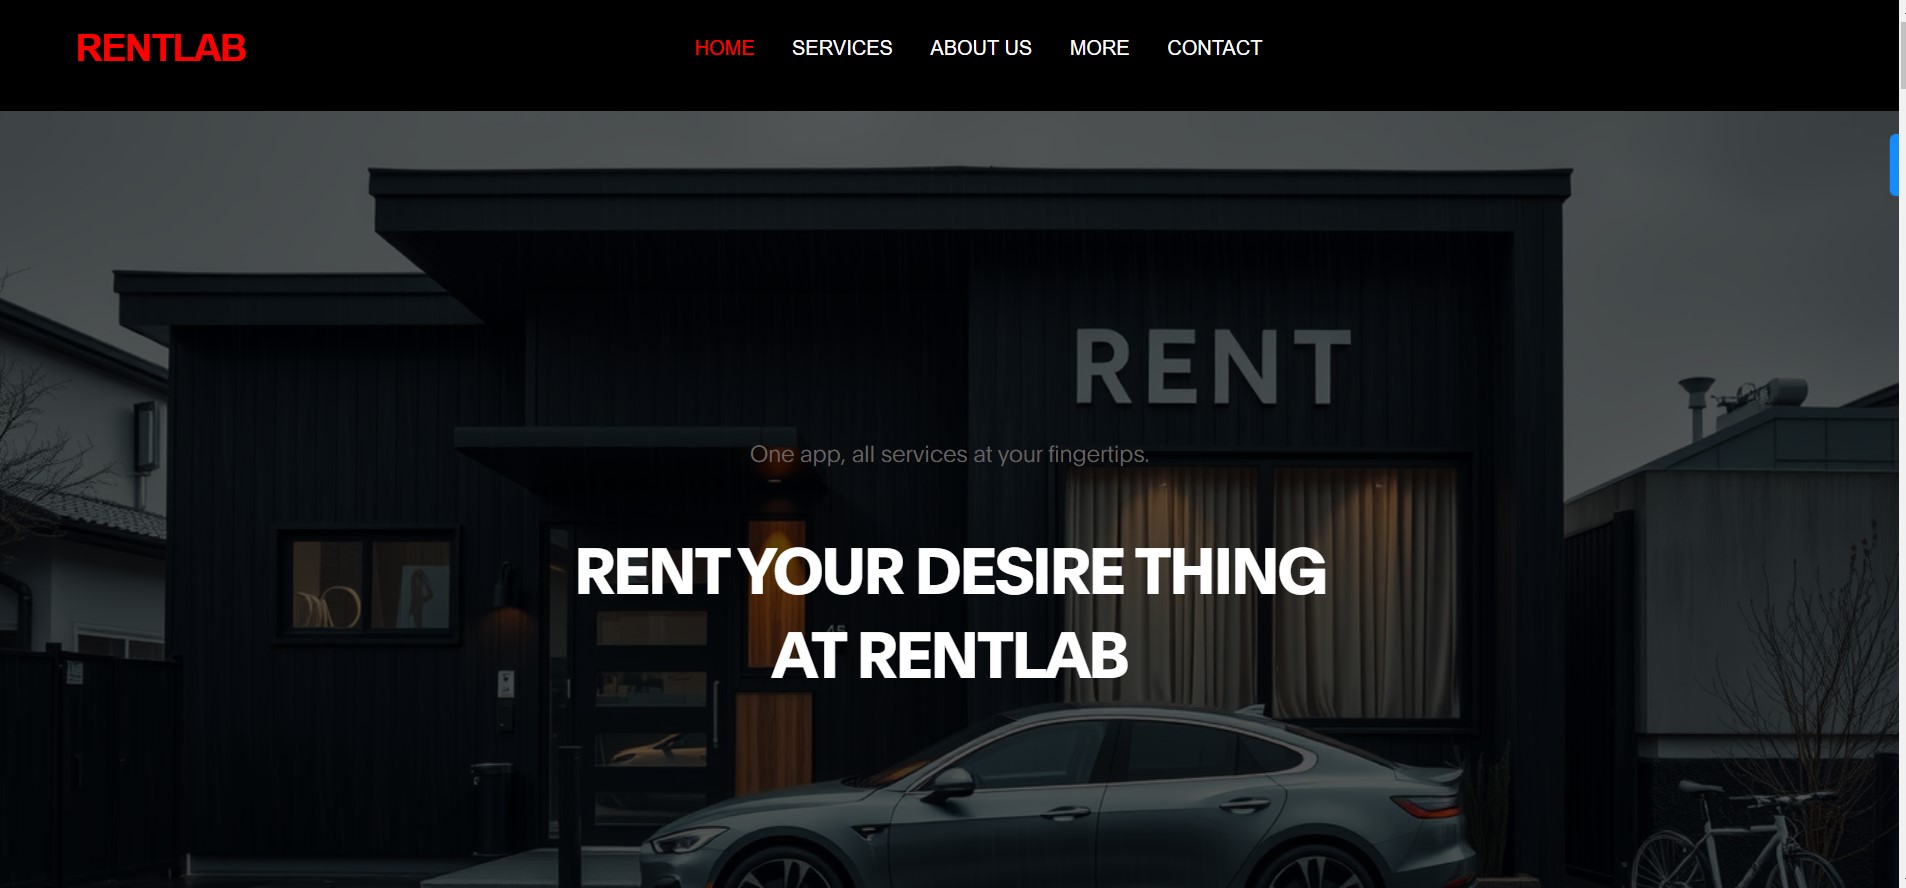 RENTLAB
HOME SERVICES ABOUT US MORE CONTACT
RENT
One app, all services at your fingertips.
RENT YOUR DESIRE THING
AT RENTLAB
45